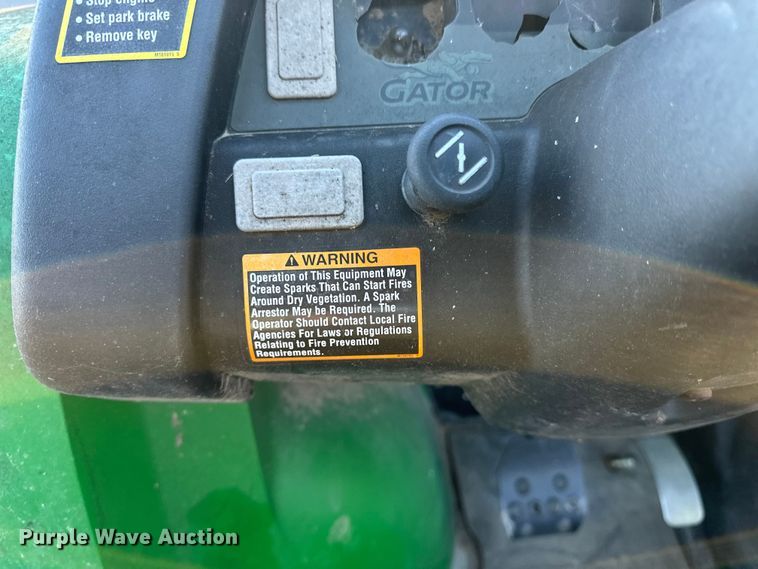 • Stop engine
• Set park brake
• Remove key
GATOR
WARNING
Operation of This Equipment May
Create Sparks That Can Start Fires
Around Dry Vegetation. A Spark
Arrestor May be Required. The
Operator Should Contact Local Fire
Agencies For Laws or Regulations
Relating to Fire Prevention
Requirements.
Purple Wave Auction